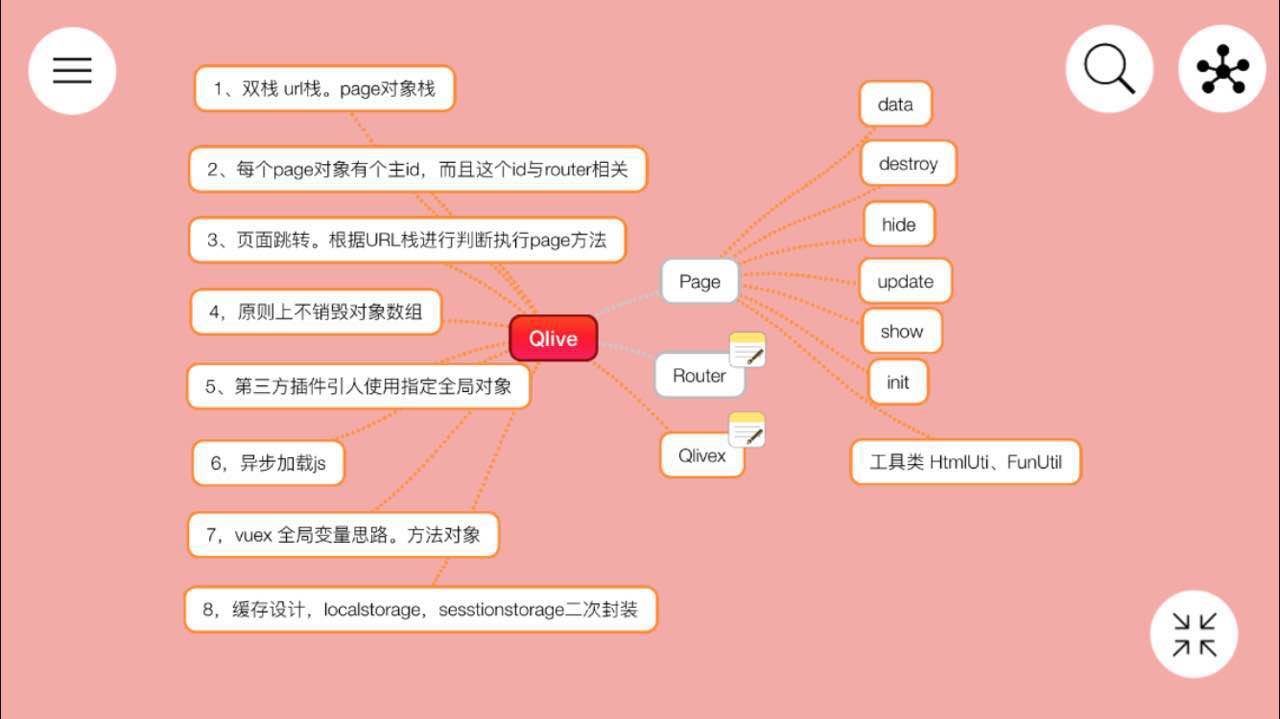 1、双栈 url栈。page对象栈
2、每个page对象有个主id，而且这个id与router相关
3、页面跳转。根据URL栈进行判断执行page方法
4，原则上不销毁对象数组
5、第三方插件引人使用指定全局对象
6，异步加载js
7，vuex 全局变量思路。方法对象
8，缓存设计，localstorage，sesstionstorage二次封装
Qlive
Page
Router
Qlivex
data
destroy
hide
update
show
init
工具类 HtmlUti、FunUtil